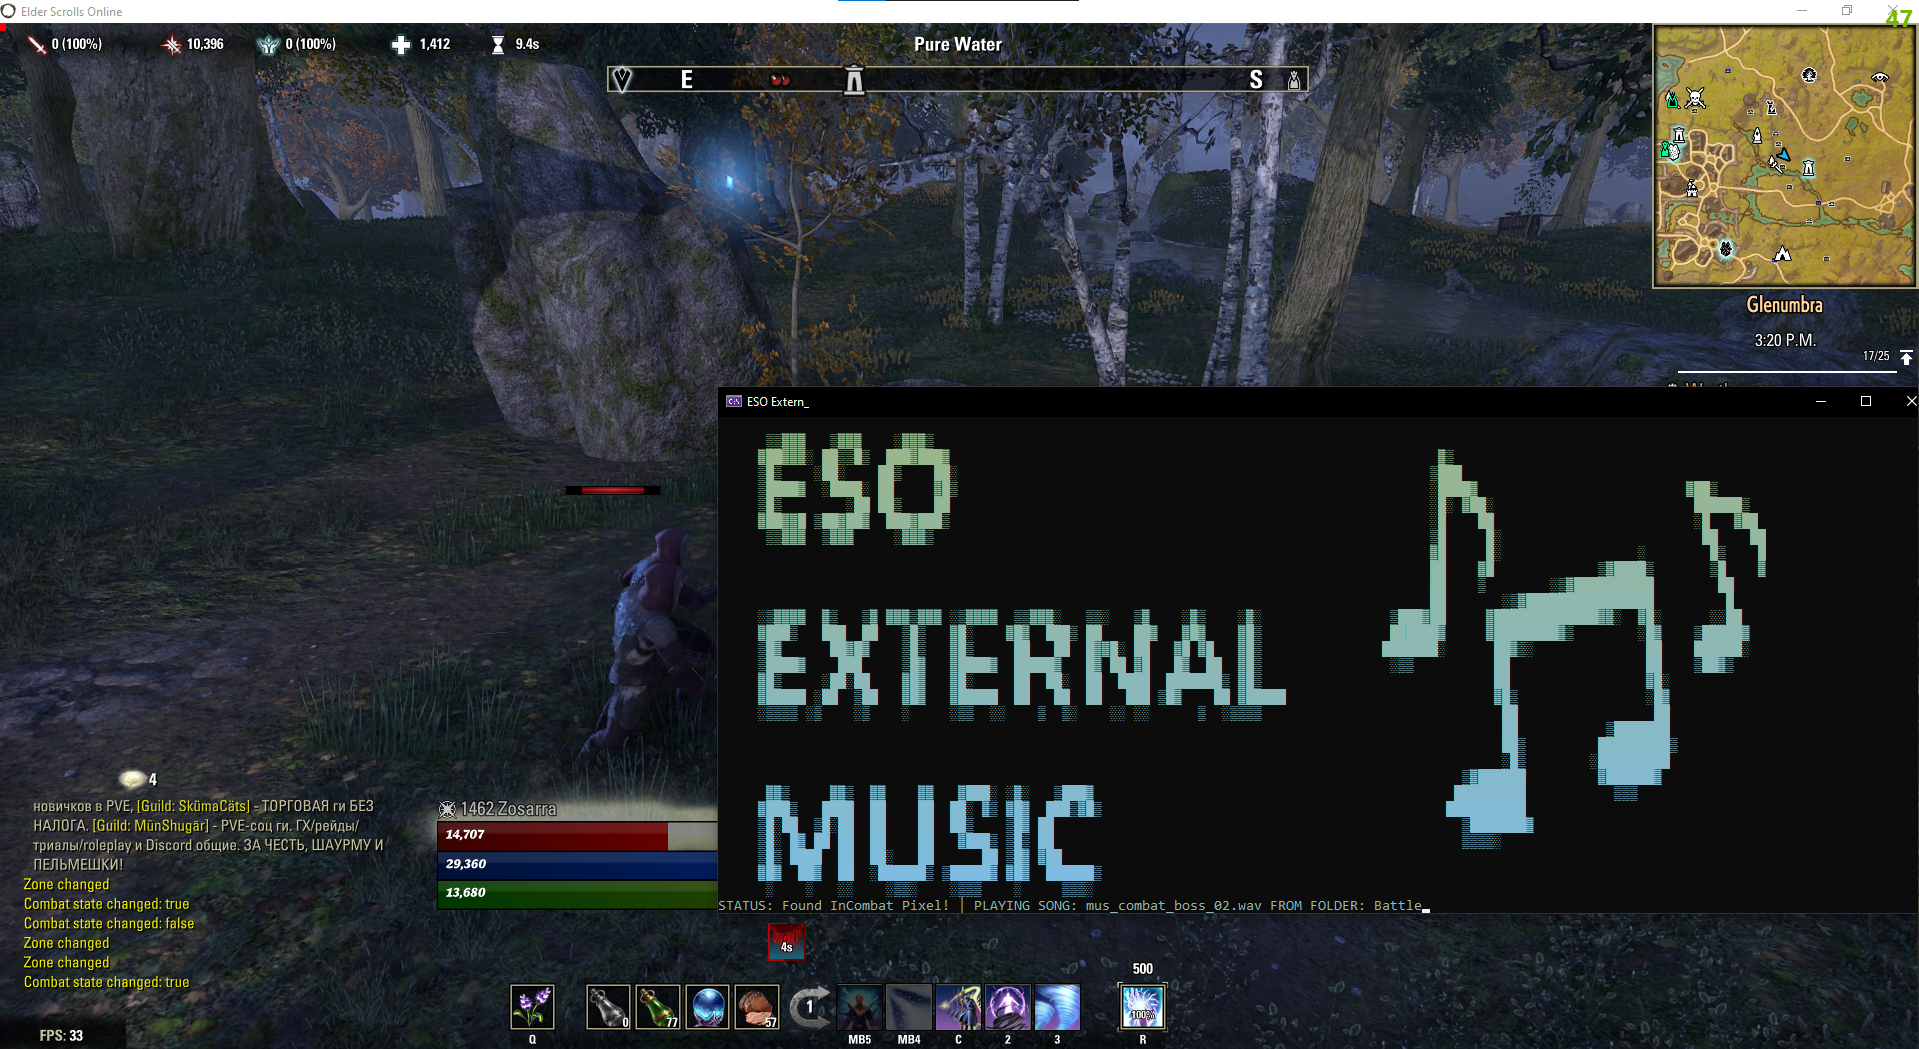 Elder Scrolls Online
47
0 (100%)
10,396
0 (100%)
1,412
9.4s
Pure Water
E
S
Glenumbra
3:20 P.M.
17/25
ESO Extern_
ESO
EXTERNAL
MUSIC
STATUS: Found InCombat Pixel! | PLAYING SONG: mus_combat_boss_02.wav FROM FOLDER: Battle
4
новичков в PVE, [Guild: SkümaCäts] - ТОРГОВАЯ ги БЕЗ
НАЛОГА. [Guild: MünShugär] - PVE-соц ги. ГХ/рейды/
триалы/roleplay и Discord общие. ЗА ЧЕСТЬ, ШАУРМУ И
ПЕЛЬМЕШКИ!
Zone changed
Combat state changed: true
Combat state changed: false
Zone changed
Zone changed
Combat state changed: true
1462 Zosarra
14,707
29,360
13,680
4s
500
0
77
57
1
100%
Q
MB5
MB4
C
2
3
R
FPS: 33